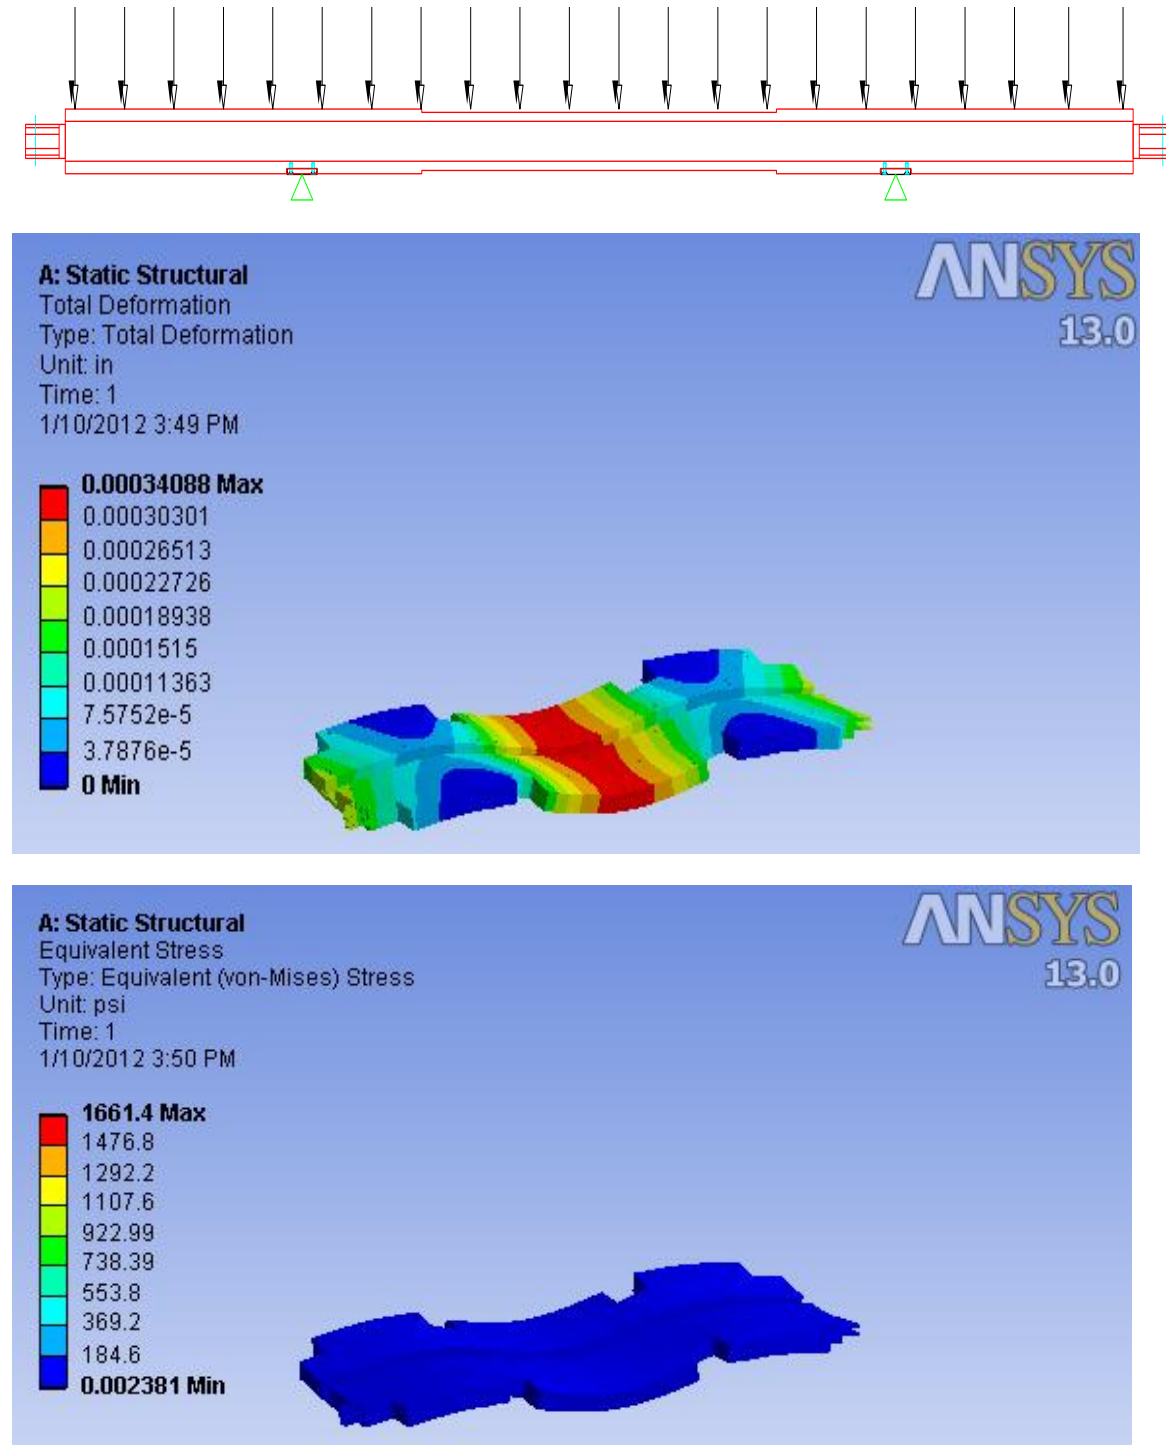 A: Static Structural
Total Deformation
Type: Total Deformation
Unit: in
Time: 1
1/10/2012 3:49 PM
ANSYS
13.0
0.00034088 Max
0.00030301
0.00026513
0.00022726
0.00018938
0.0001515
0.00011363
7.5752e-5
3.7876e-5
0 Min
A: Static Structural
Equivalent Stress
Type: Equivalent (von-Mises) Stress
Unit: psi
Time: 1
1/10/2012 3:50 PM
ANSYS
13.0
1661.4 Max
1476.8
1292.2
1107.6
922.99
738.39
553.8
369.2
184.6
0.002381 Min